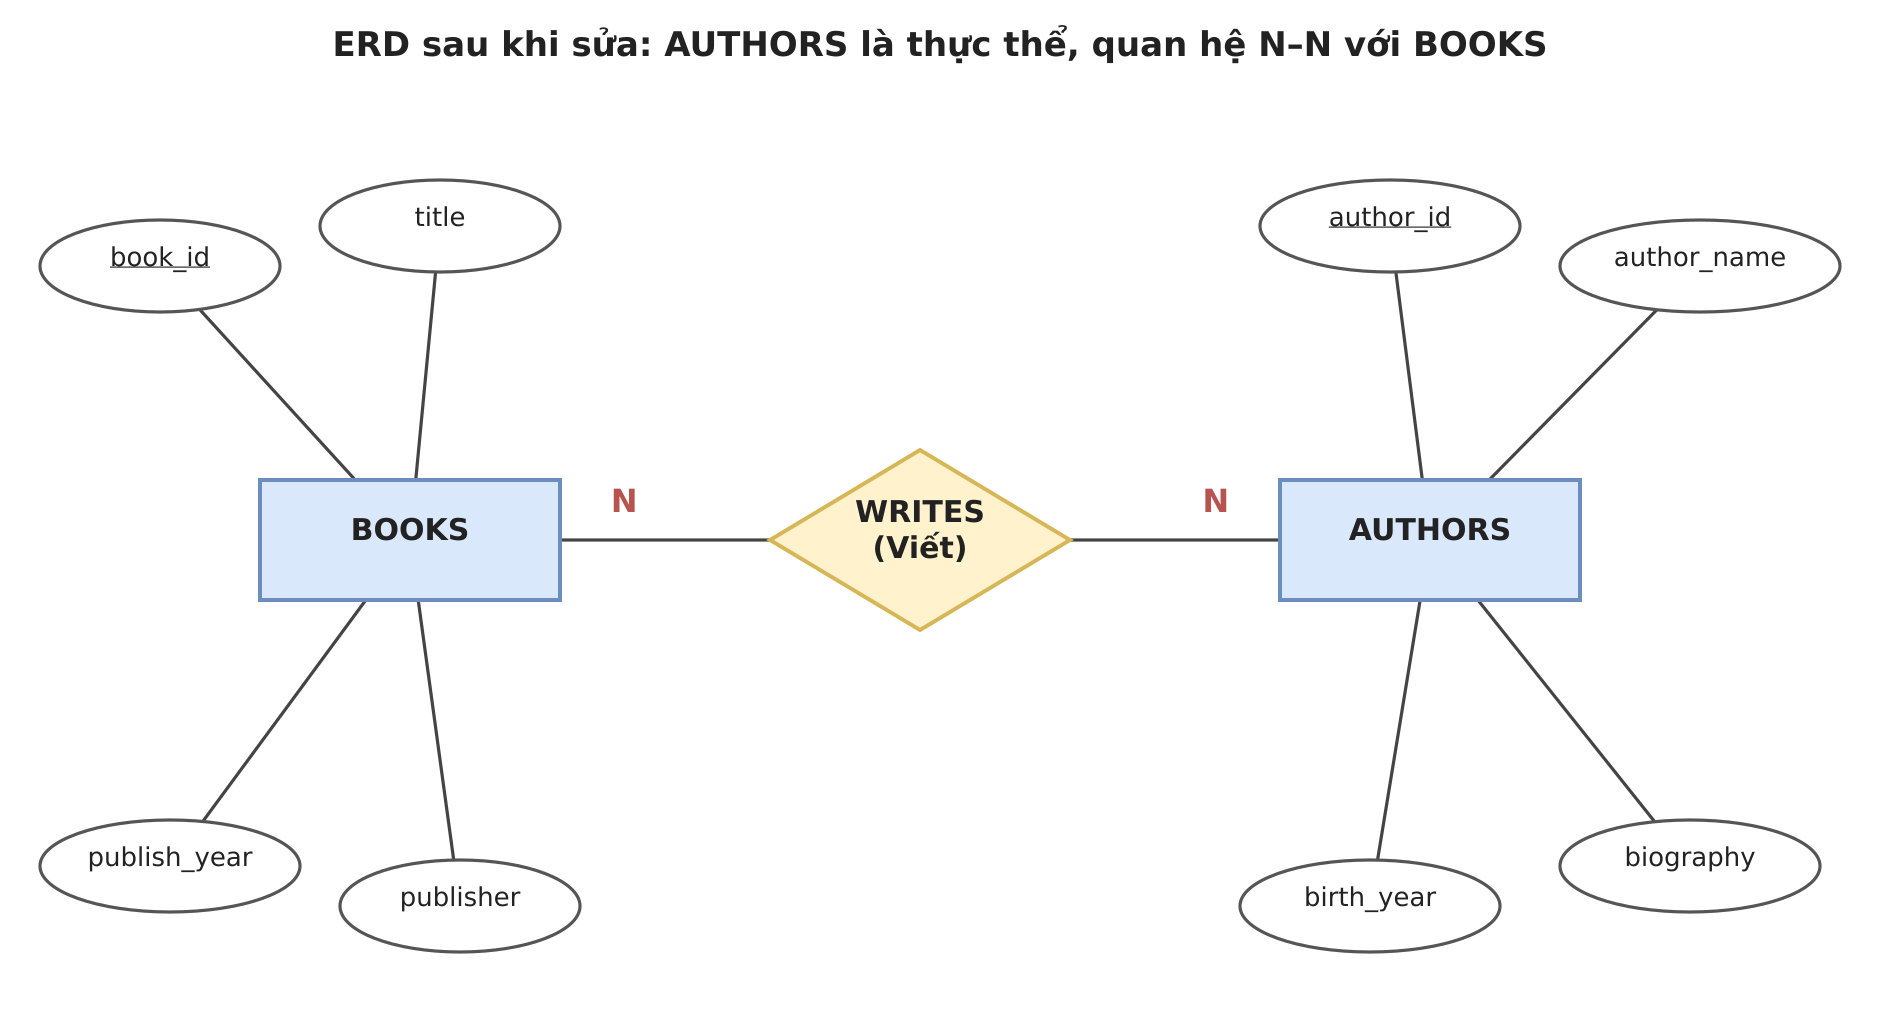 ERD sau khi sửa: AUTHORS là thực thể, quan hệ N–N với BOOKS
book_id
title
author_id
author_name
BOOKS
N
WRITES
(Viết)
N
AUTHORS
publish_year
publisher
birth_year
biography